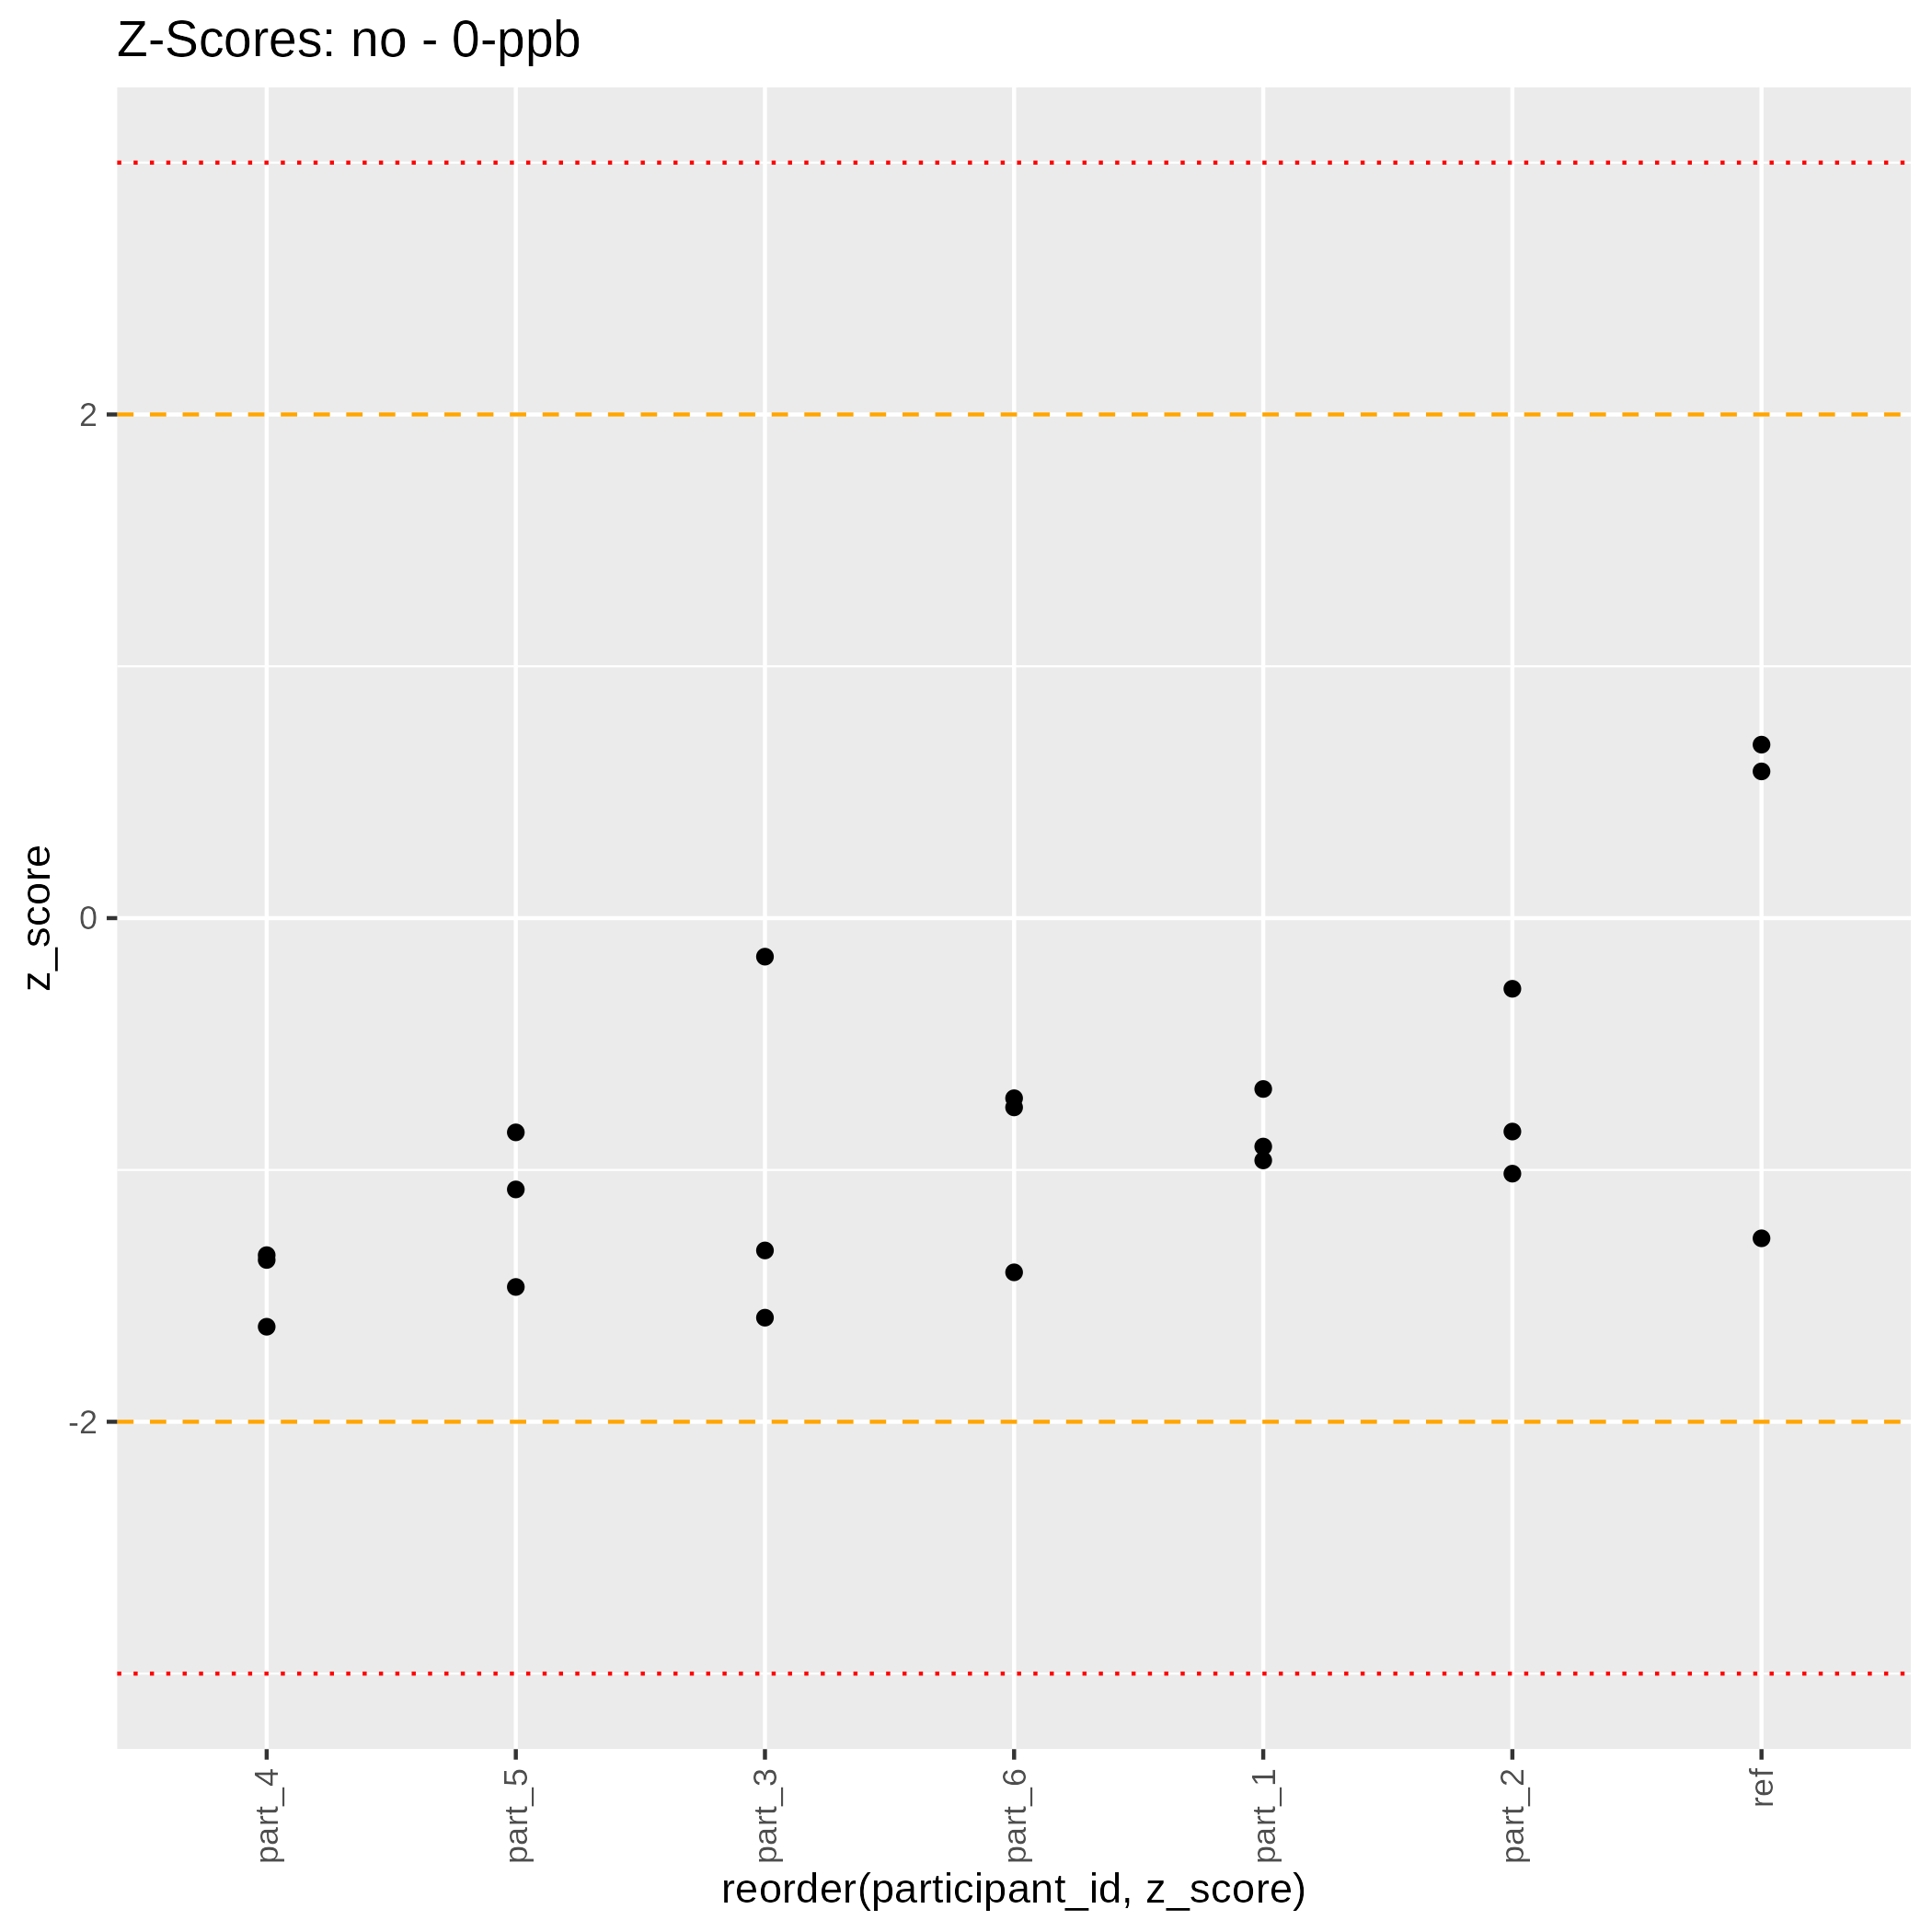 Z-Scores: no - 0-ppb
z_score
2
0
-2
part_4
part_5
part_3
part_6
part_1
part_2
ref
reorder(participant_id, z_score)